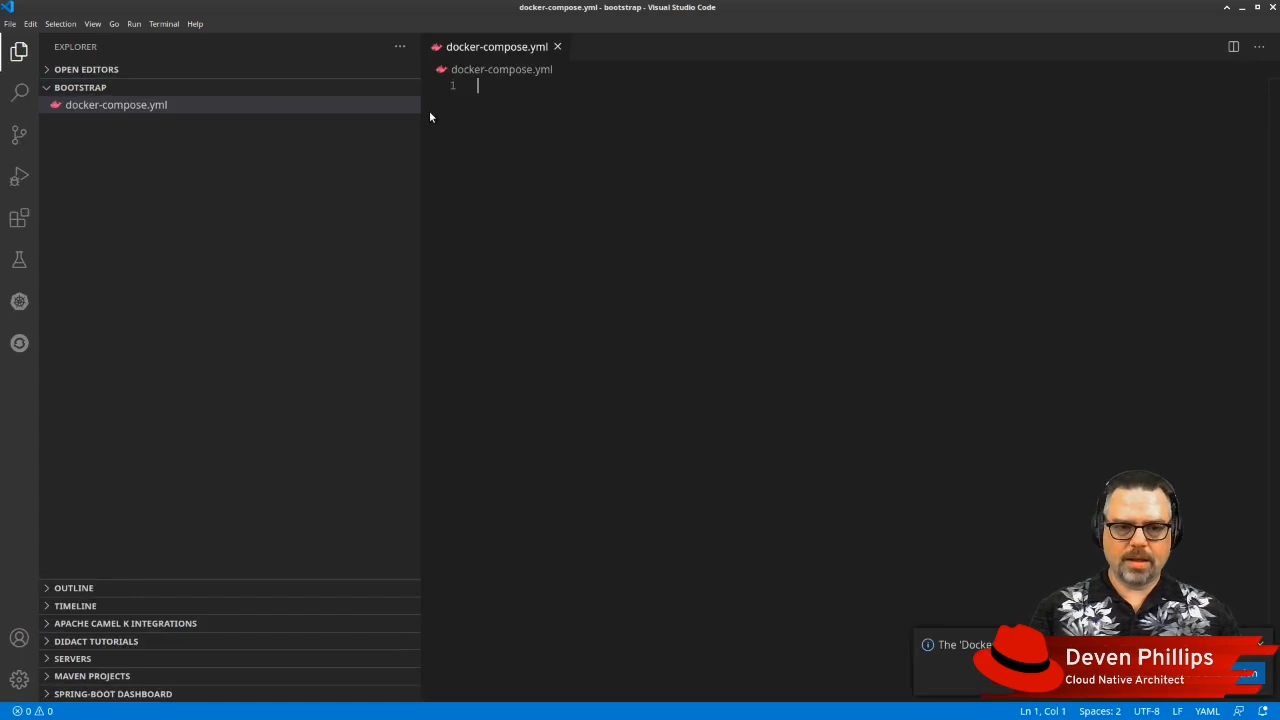 docker-compose.yml - bootstrap - Visual Studio Code
File Edit Selection View Go Run Terminal Help
EXPLORER
OPEN EDITORS
BOOTSTRAP
docker-compose.yml
docker-compose.yml
docker-compose.yml
1
OUTLINE
TIMELINE
APACHE CAMEL K INTEGRATIONS
DIDACT TUTORIALS
SERVERS
MAVEN PROJECTS
SPRING-BOOT DASHBOARD
The 'Docke
Deven Phillips
Cloud Native Architect
0 0
Ln 1, Col 1 Spaces: 2 UTF-8 LF YAML